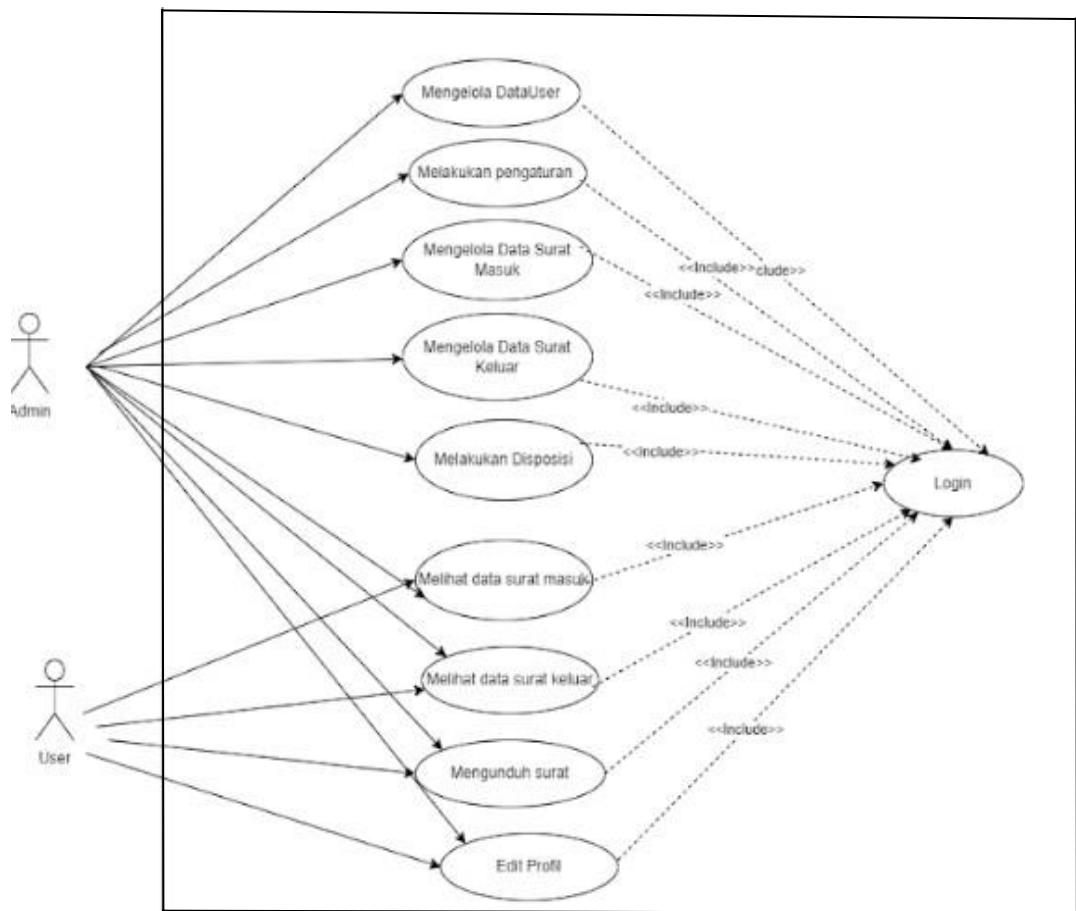 Mengelola DataUser
Melakukan pengaturan
Mengelola Data Surat
Masuk
<<Include>>
clude>>
<<Include>>
Admin
Mengelola Data Surat
Keluar
<<Include>>
Melakukan Disposisi
<<Include>>
Login
Melihat data surat masuk
<<Include>>
User
Melihat data surat keluar
<<Include>>
<<Include>>
Mengunduh surat
<<Include>>
Edit Profil